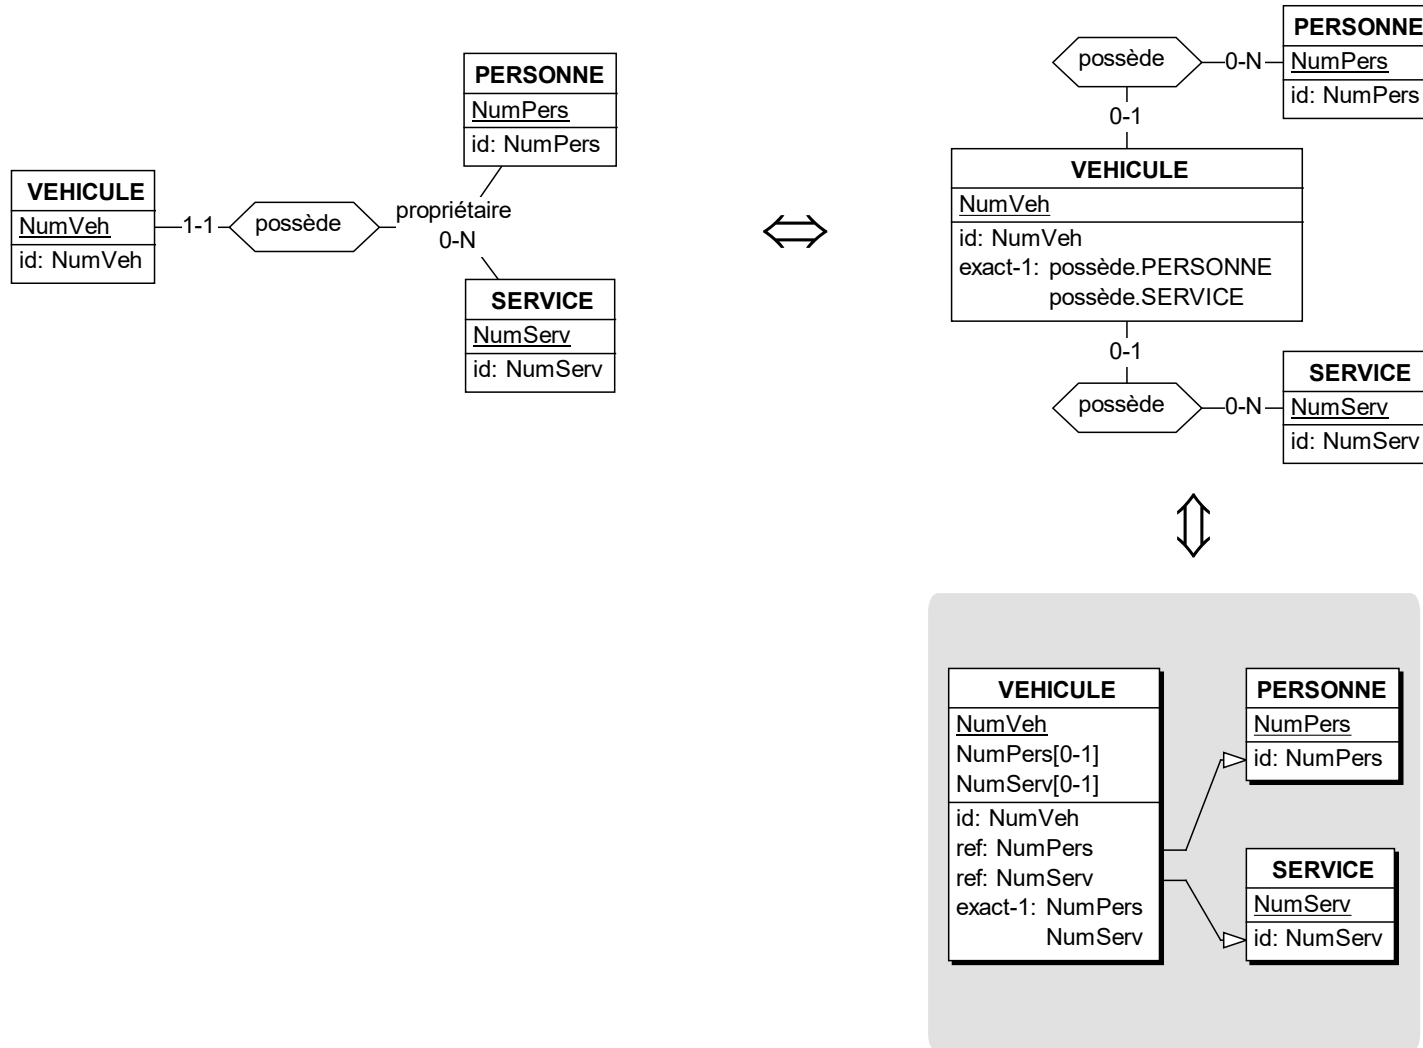 PERSONNE
NumPers
id: NumPers
VEHICULE
NumVeh
id: NumVeh
1-1
possède
propriétaire
0-N
SERVICE
NumServ
id: NumServ
possède
0-N
PERSONNE
NumPers
id: NumPers
0-1
VEHICULE
NumVeh
id: NumVeh
exact-1: possède.PERSONNE
possède.SERVICE
0-1
possède
0-N
SERVICE
NumServ
id: NumServ
VEHICULE
NumVeh
NumPers[0-1]
NumServ[0-1]
id: NumVeh
ref: NumPers
ref: NumServ
exact-1: NumPers
NumServ
PERSONNE
NumPers
id: NumPers
SERVICE
NumServ
id: NumServ